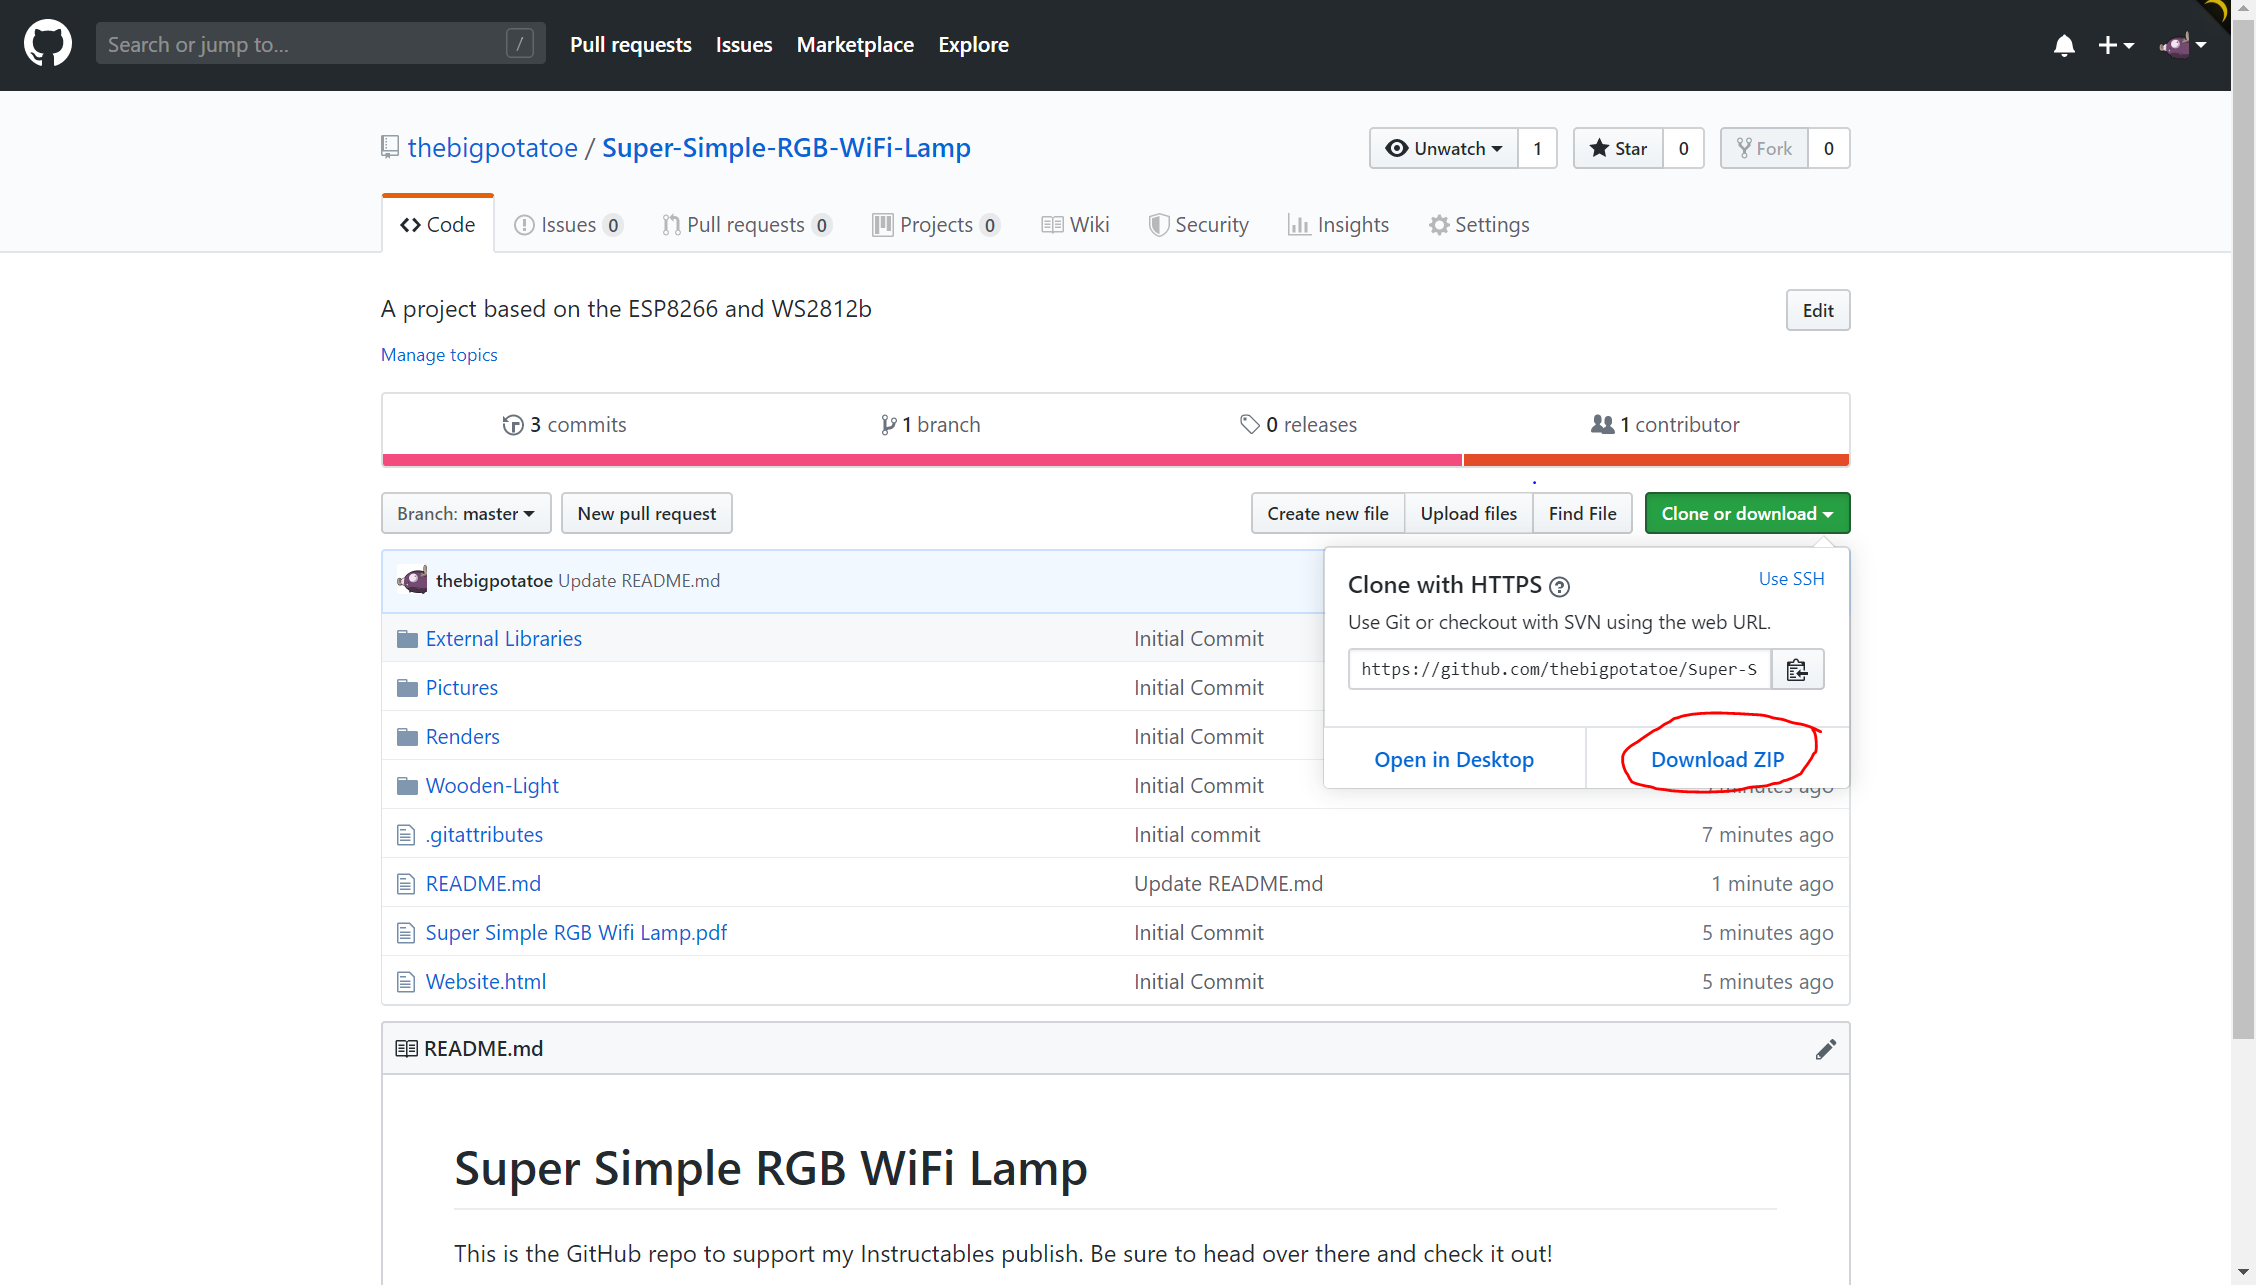 Search or jump to... / Pull requests Issues Marketplace Explore
thebigpotatoe / Super-Simple-RGB-WiFi-Lamp Unwatch 1 Star 0 Fork 0
Code Issues 0 Pull requests 0 Projects 0 Wiki Security Insights Settings
A project based on the ESP8266 and WS2812b Edit
Manage topics
3 commits 1 branch 0 releases 1 contributor
Branch: master New pull request Create new file Upload files Find File Clone or download
thebigpotatoe Update README.md
Clone with HTTPS ? Use SSH
Use Git or checkout with SVN using the web URL.
https://github.com/thebigpotatoe/Super-S
Open in Desktop Download ZIP
External Libraries Initial Commit
Pictures Initial Commit
Renders Initial Commit
Wooden-Light Initial Commit minutes ago
.gitattributes Initial commit 7 minutes ago
README.md Update README.md 1 minute ago
Super Simple RGB Wifi Lamp.pdf Initial Commit 5 minutes ago
Website.html Initial Commit 5 minutes ago
README.md
Super Simple RGB WiFi Lamp
This is the GitHub repo to support my Instructables publish. Be sure to head over there and check it out!